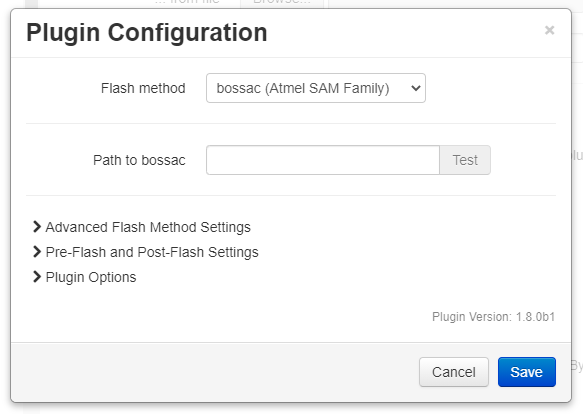 ... from file Browse...
Plugin Configuration ×
Flash method bossac (Atmel SAM Family)
Path to bossac Test
Advanced Flash Method Settings
Pre-Flash and Post-Flash Settings
Plugin Options
Plugin Version: 1.8.0b1
Cancel Save
By